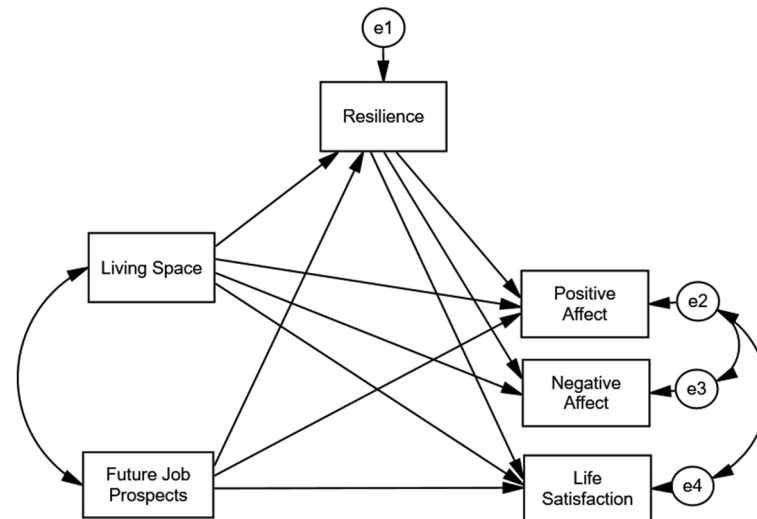 e1
Resilience
Living Space
Positive
Affect
e2
Negative
Affect
e3
Future Job
Prospects
Life
Satisfaction
e4